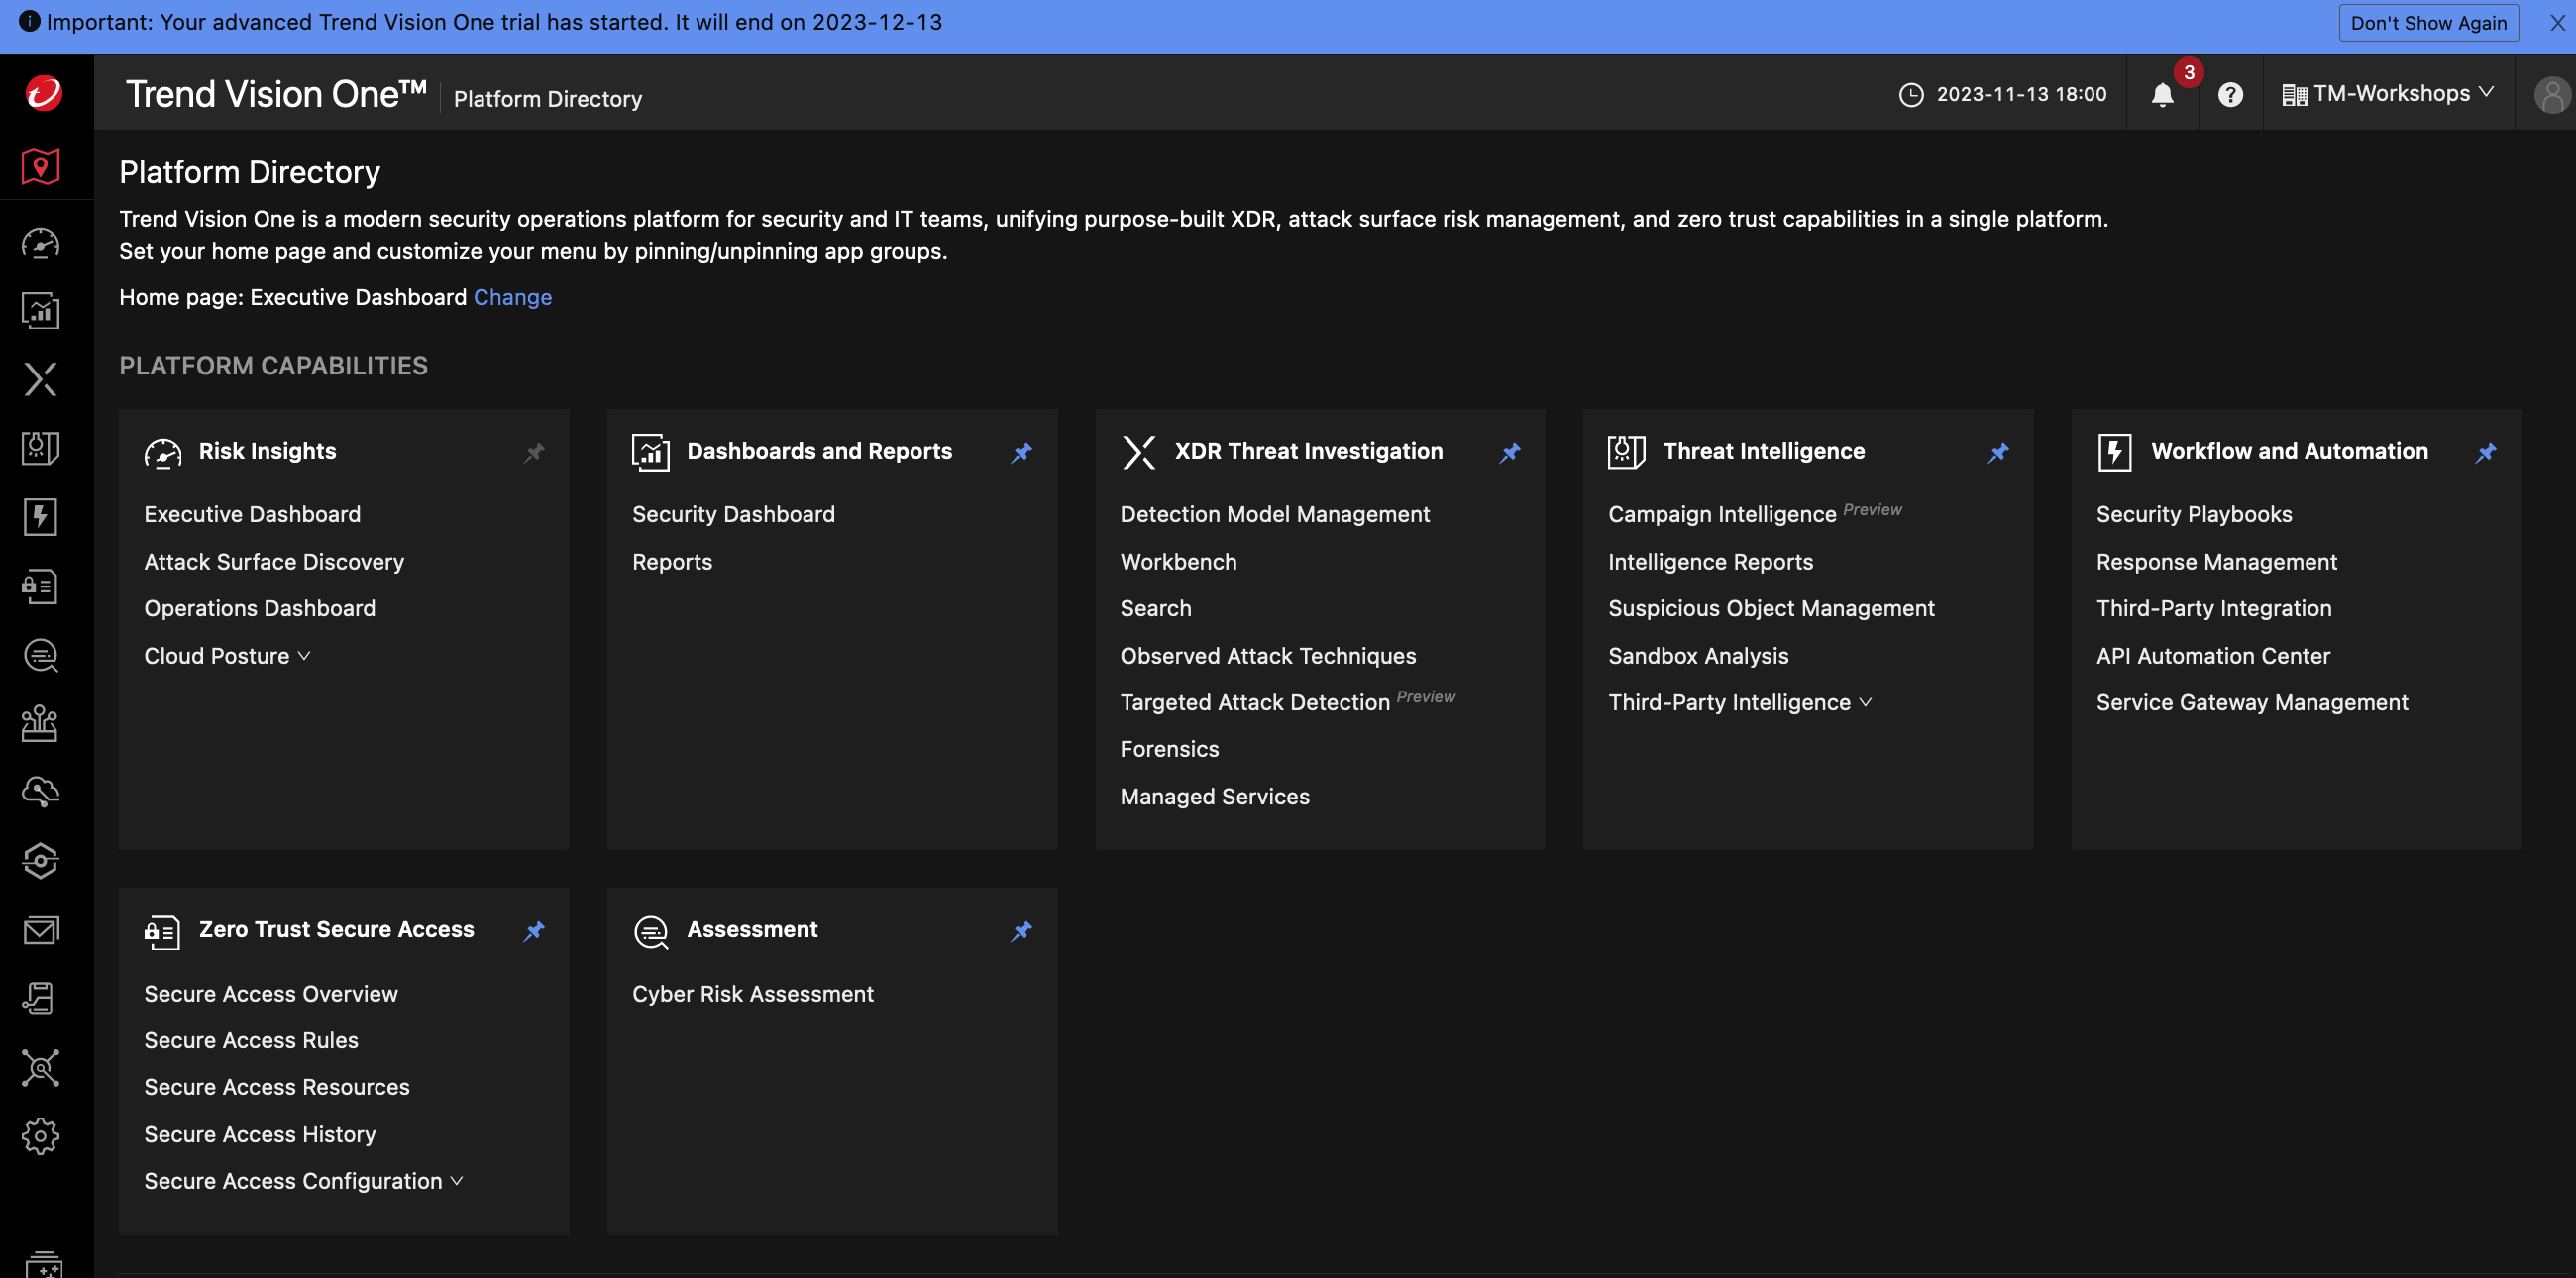 Important: Your advanced Trend Vision One trial has started. It will end on 2023-12-13
Don't Show Again
Trend Vision One™
Platform Directory
2023-11-13 18:00
3
TM-Workshops
Platform Directory
Trend Vision One is a modern security operations platform for security and IT teams, unifying purpose-built XDR, attack surface risk management, and zero trust capabilities in a single platform.
Set your home page and customize your menu by pinning/unpinning app groups.
Home page: Executive Dashboard Change
PLATFORM CAPABILITIES
Risk Insights
Executive Dashboard
Attack Surface Discovery
Operations Dashboard
Cloud Posture
Dashboards and Reports
Security Dashboard
Reports
XDR Threat Investigation
Detection Model Management
Workbench
Search
Observed Attack Techniques
Targeted Attack Detection Preview
Forensics
Managed Services
Threat Intelligence
Campaign Intelligence Preview
Intelligence Reports
Suspicious Object Management
Sandbox Analysis
Third-Party Intelligence
Workflow and Automation
Security Playbooks
Response Management
Third-Party Integration
API Automation Center
Service Gateway Management
Zero Trust Secure Access
Secure Access Overview
Secure Access Rules
Secure Access Resources
Secure Access History
Secure Access Configuration
Assessment
Cyber Risk Assessment